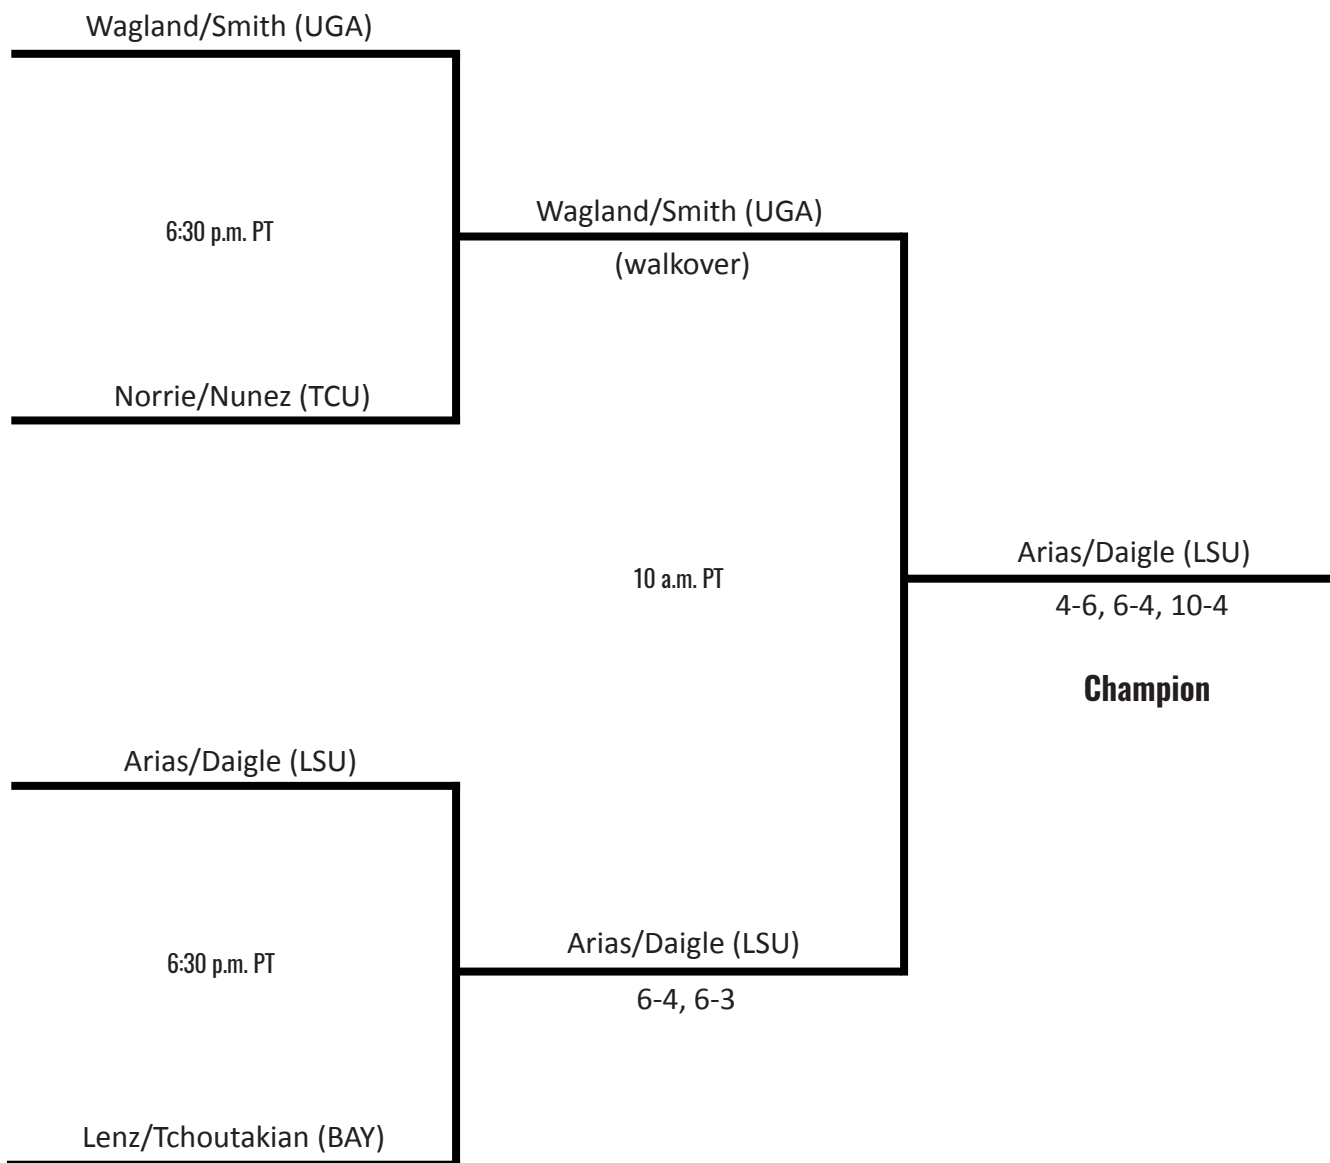 Wagland/Smith (UGA)
6:30 p.m. PT
Norrie/Nunez (TCU)
Wagland/Smith (UGA)
(walkover)
10 a.m. PT
Arias/Daigle (LSU)
4-6, 6-4, 10-4
Champion
Arias/Daigle (LSU)
6:30 p.m. PT
Lenz/Tchoutakian (BAY)
Arias/Daigle (LSU)
6-4, 6-3